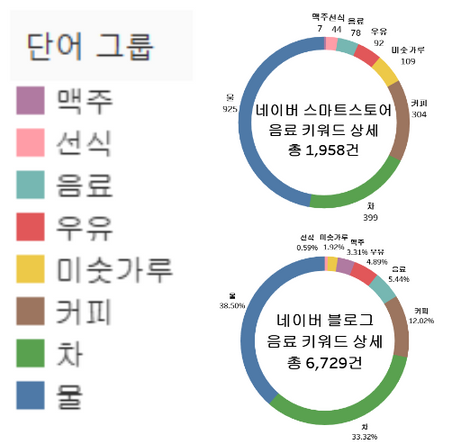 단어 그룹
맥주
선식
음료
우유
미숫가루
커피
차
물
맥주
7
선식
44
음료
78
우유
92
미숫가루
109
커피
304
차
399
물
925
네이버 스마트스토어
음료 키워드 상세
총 1,958건
선식
0.59%
미숫가루
1.92%
맥주
3.31%
우유
4.89%
음료
5.44%
커피
12.02%
차
33.32%
물
38.50%
네이버 블로그
음료 키워드 상세
총 6,729건